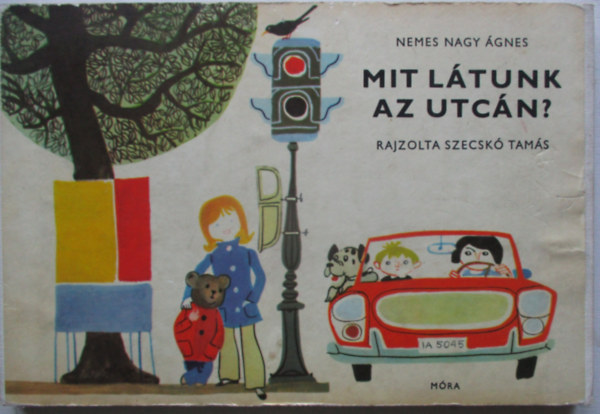 NEMES NAGY ÁGNES
MIT LÁTUNK
AZ UTCÁN?
RAJZOLTA SZECSKÓ TAMÁS
IA 5045
MÓRA